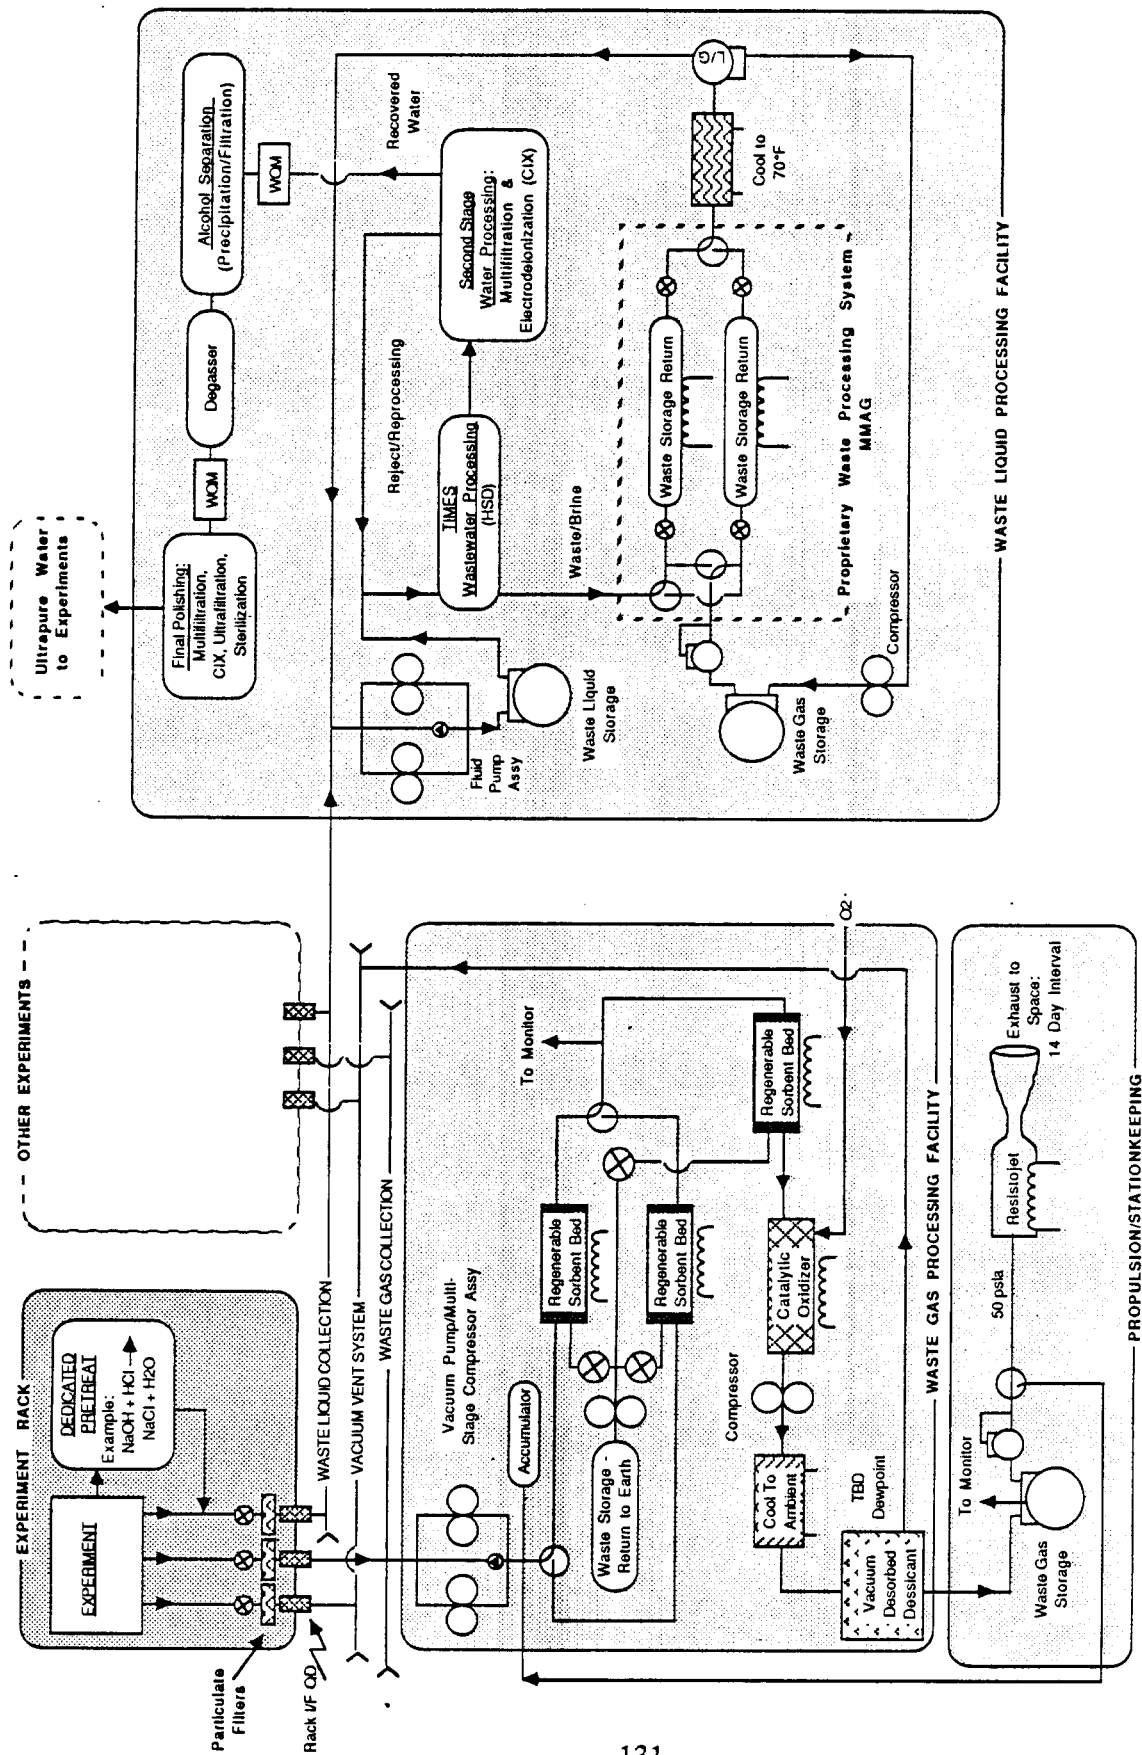 EXPERIMENT RACK
EXPERIMENT
DEDICATED
PRETREAT
Example:
NaOH + HCl
NaCl + H2O
Particulate
Filters
Rack I/F QD
OTHER EXPERIMENTS
WASTE LIQUID COLLECTION
VACUUM VENT SYSTEM
WASTE GAS COLLECTION
Vacuum Pump/Multi-
Stage Compressor Assy
Accumulator
Waste Storage -
Return to Earth
Regenerable
Sorbent Bed
Regenerable
Sorbent Bed
To Monitor
Regenerable
Sorbent Bed
Catalytic
Oxidizer
O2
Compressor
Cool To
Ambient
TBD
Dewpoint
Vacuum
Desorbed
Dessicant
WASTE GAS PROCESSING FACILITY
To Monitor
Waste Gas
Storage
50 psia
Resistojet
Exhaust to
Space:
14 Day Interval
PROPULSION/STATIONKEEPING
Ultrapure Water
to Experiments
Final Polishing:
Multifiltration,
CIX, Ultrafiltration,
Sterilization
WQM
Degasser
Alcohol Separation
(Precipitation/Filtration)
WQM
Recovered
Water
Reject/Reprocessing
Fluid
Pump
Assy
Waste Liquid
Storage
TIMES
Wastewater Processing
(HSD)
Second Stage
Water Processing:
Multifiltration &
Electrodeionization (CIX)
Waste/Brine
Waste Storage Return
Waste Storage Return
Proprietary Waste Processing System
MMAG
Cool to
70°F
L/G
Waste Gas
Storage
Compressor
WASTE LIQUID PROCESSING FACILITY
131